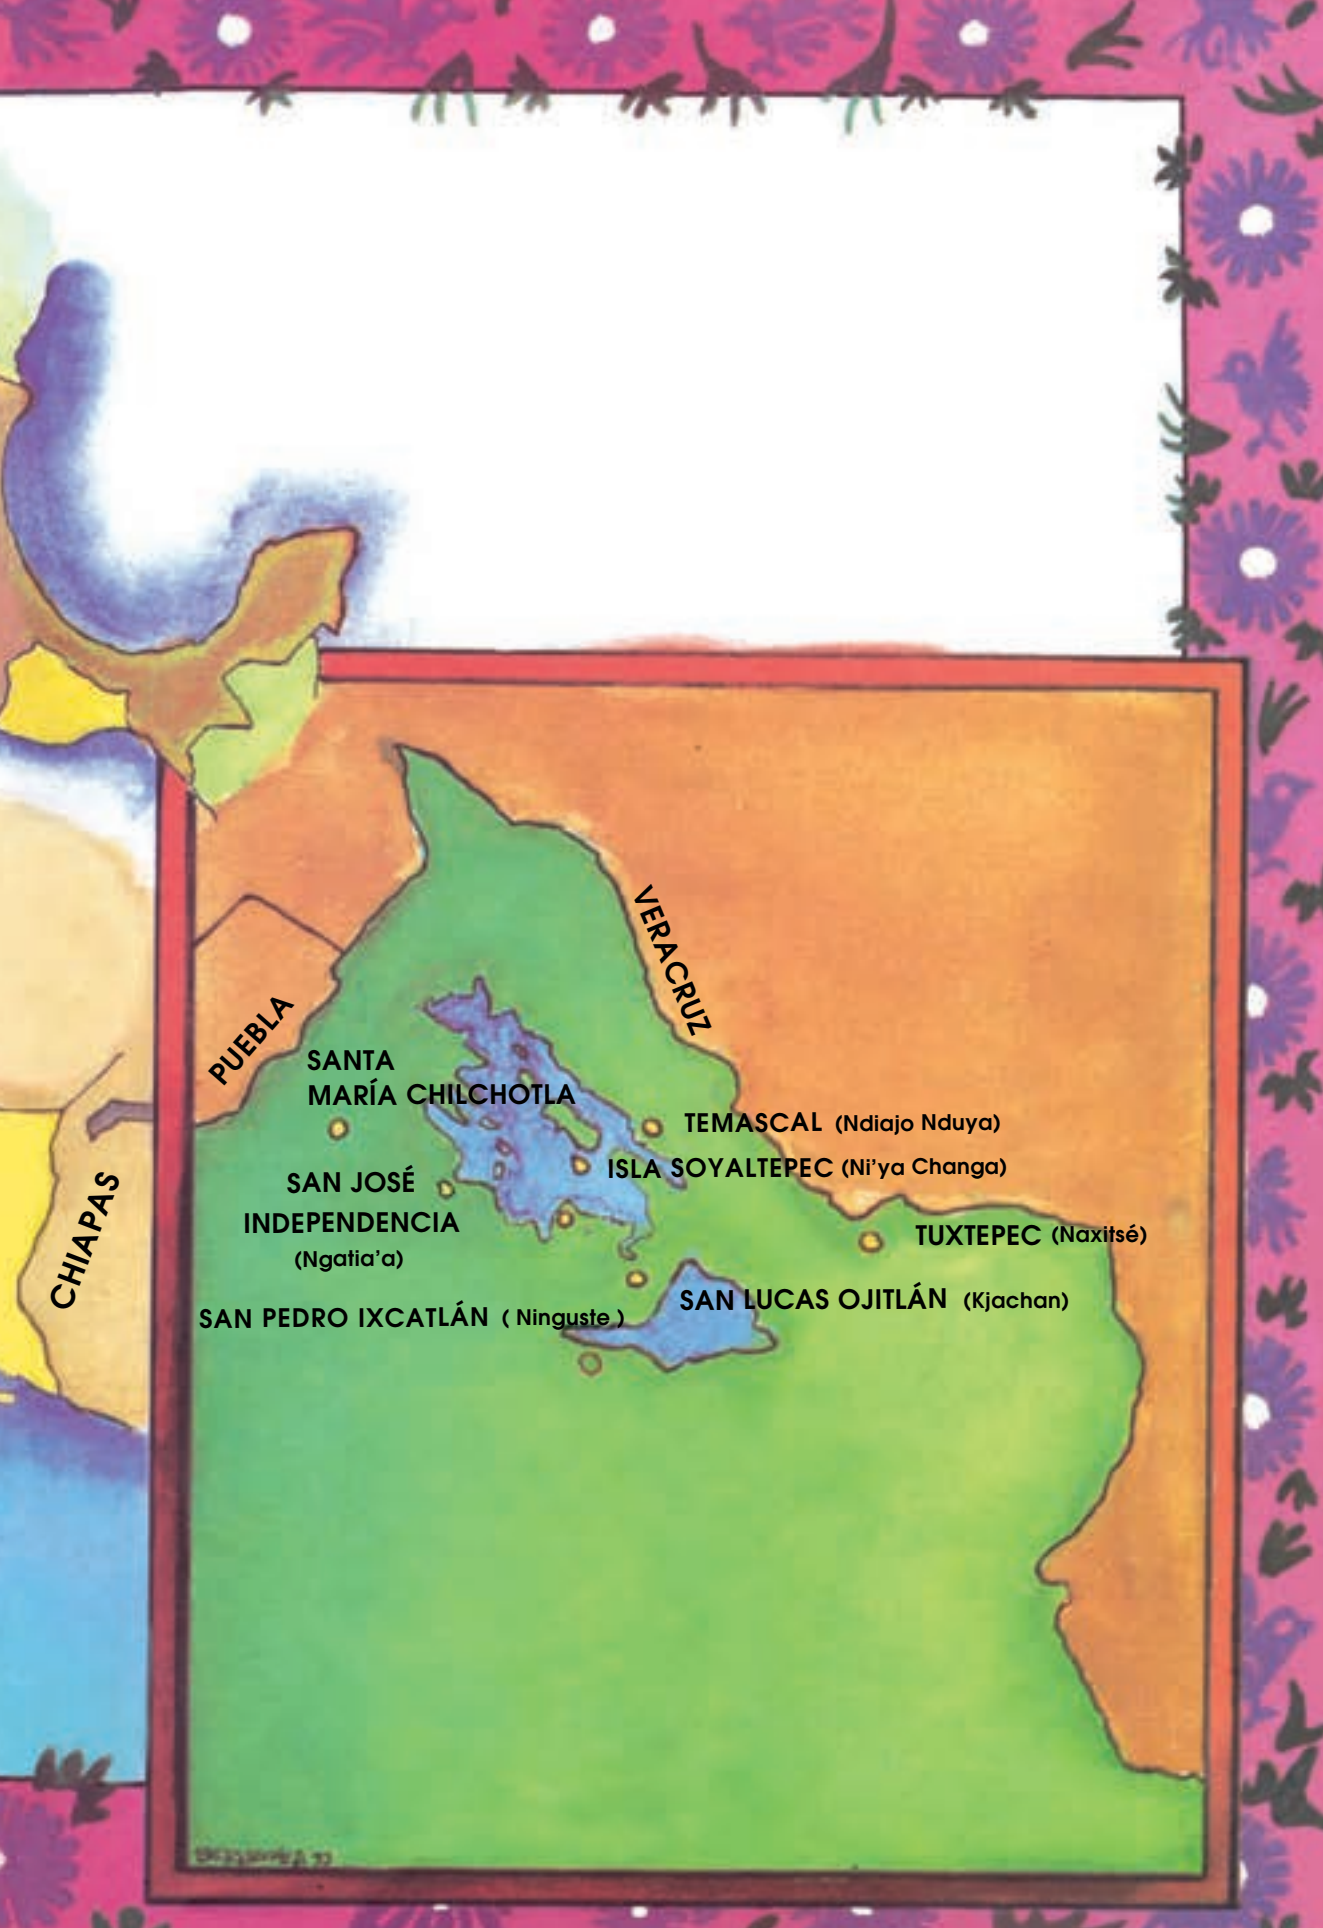 VERACRUZ
PUEBLA
SANTA
MARÍA CHILCHOTLA
TEMASCAL (Ndiajo Nduya)
ISLA SOYALTEPEC (Ni'ya Changa)
SAN JOSÉ
INDEPENDENCIA
(Ngatia'a)
CHIAPAS
TUXTEPEC (Naxitsé)
SAN LUCAS OJITLÁN (Kjachan)
SAN PEDRO IXCATLÁN ( Ninguste )